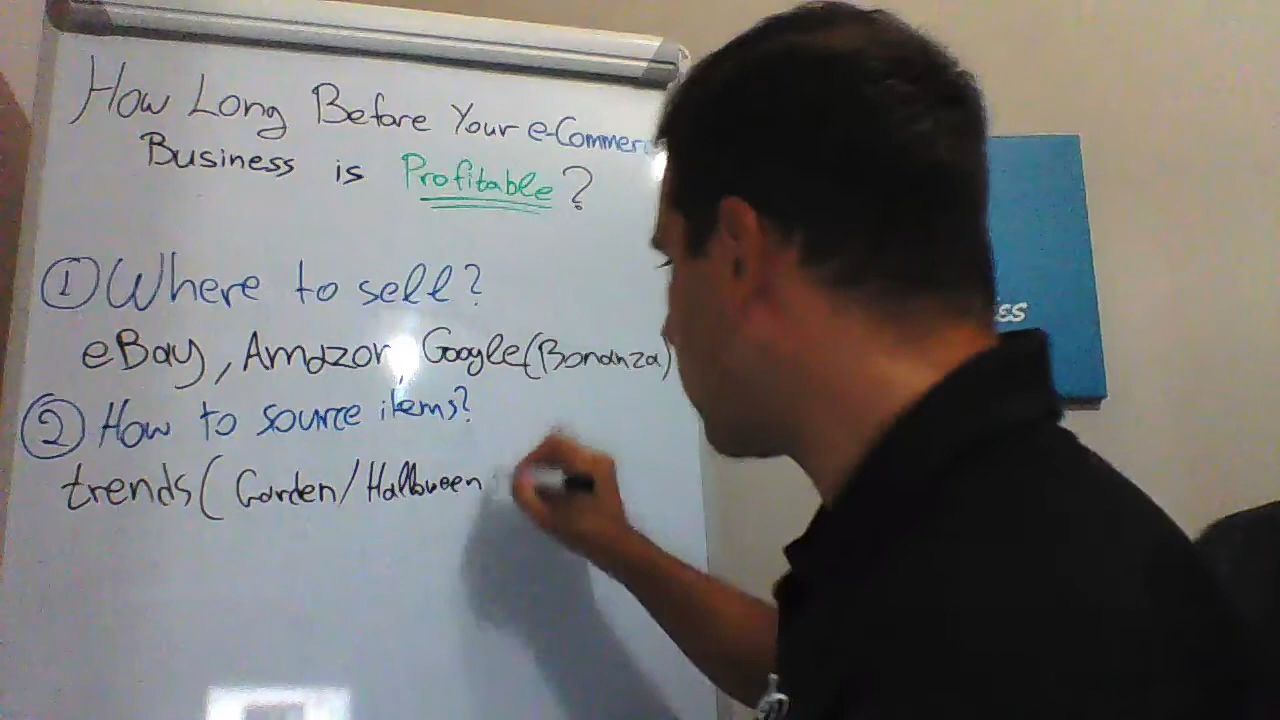 How Long Before Your e-Commer
Business is Profitable?
① Where to sell?
eBay, Amazon, Google(Bonanza)
② How to source items?
trends( Garden/Halloween